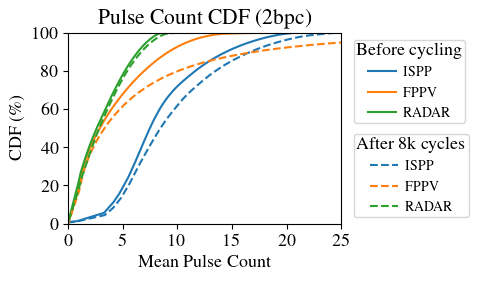 Pulse Count CDF (2bpc)
CDF (%)
100
80
60
40
20
0
0 5 10 15 20 25
Mean Pulse Count
Before cycling
ISPP
FPPV
RADAR
After 8k cycles
ISPP
FPPV
RADAR